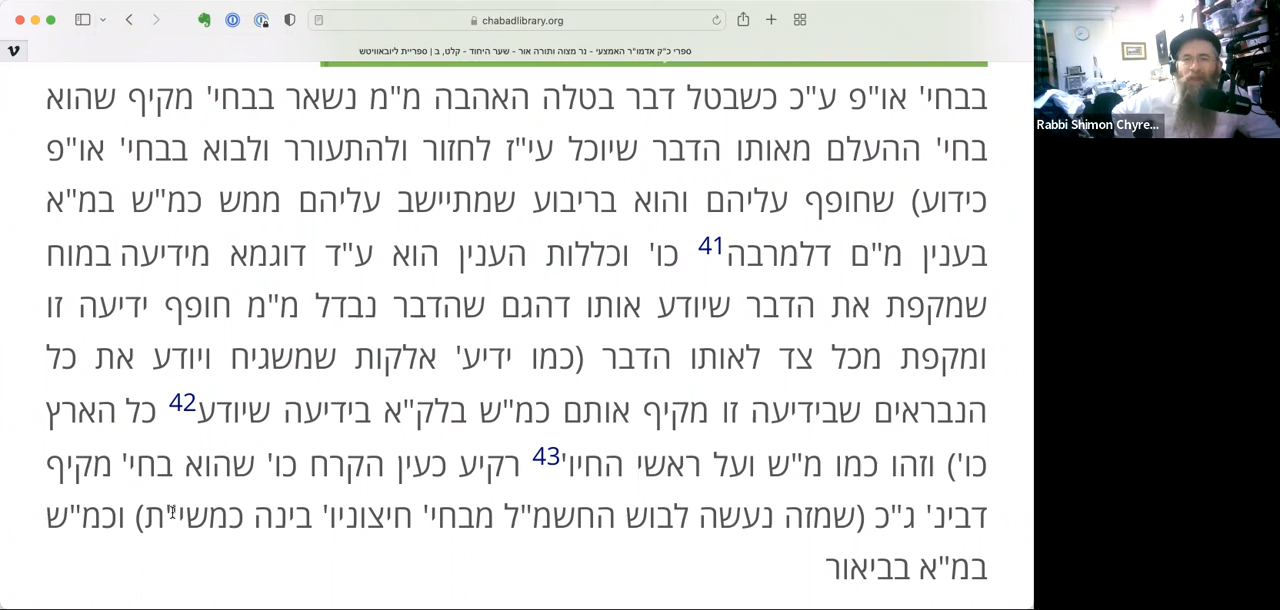 chabadlibrary.org
ספרי כ"ק אדמו"ר האמצעי - נר מצוה ותורה אור - שער היחוד - קלט, ב | ספריית ליובאוויטש
בבחי' או"פ ע"כ כשבטל דבר בטלה האהבה מ"מ נשאר בבחי' מקיף שהוא
בחי' ההעלם מאותו הדבר שיוכל עי"ז לחזור ולהתעורר ולבוא בבחי' או"פ
כידוע) שחופף עליהם והוא בריבוע שמתיישב עליהם ממש כמ"ש במ"א
בענין מ"ם דלמרבה41 כו' וכללות הענין הוא ע"ד דוגמא מידיעה במוח
שמקפת את הדבר שיודע אותו דהגם שהדבר נבדל מ"מ חופף ידיעה זו
ומקפת מכל צד לאותו הדבר (כמו ידיע' אלקות שמשגיח ויודע את כל
הנבראים שבידיעה זו מקיף אותם כמ"ש בלק"א בידיעה שיודע42 כל הארץ
כו') וזהו כמו מ"ש ועל ראשי החיו'43 רקיע כעין הקרח כו' שהוא בחי' מקיף
דבינ' ג"כ (שמזה נעשה לבוש החשמ"ל מבחי' חיצוניו' בינה כמשי"ת) וכמ"ש
במ"א בביאור
Rabbi Shimon Chyre...